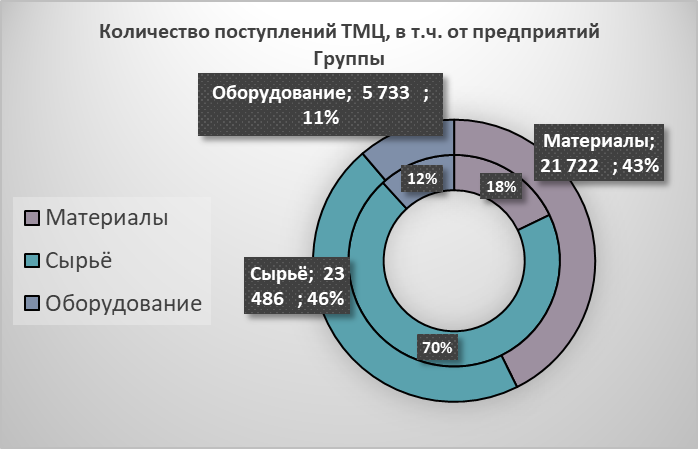 Количество поступлений ТМЦ, в т.ч. от предприятий
Группы
Оборудование; 5 733 ;
11%
Материалы;
21 722 ; 43%
12%
18%
Материалы
Сырьё
Оборудование
Сырьё; 23
486 ; 46%
70%